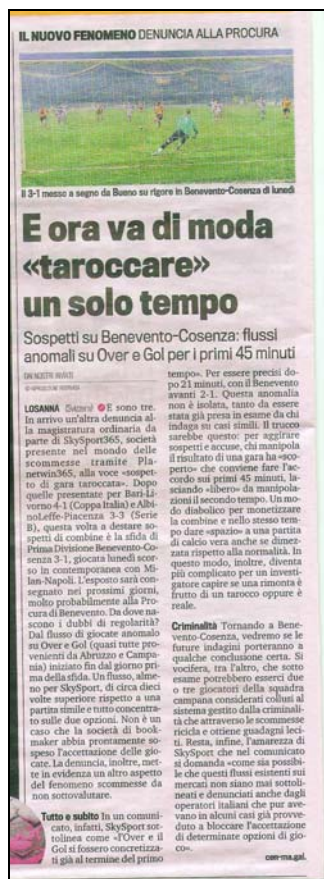 IL NUOVO FENOMENO DENUNCIA ALLA PROCURA
Il 3-1 messo a segno da Bueno su rigore in Benevento-Cosenza di lunedì
E ora va di moda
«taroccare»
un solo tempo
Sospetti su Benevento-Cosenza: flussi
anomali su Over e Gol per i primi 45 minuti
DAI NOSTRI INVIATI
LOSANNA (Svizzera) E sono tre.
In arrivo un'altra denuncia al-
la magistratura ordinaria da
parte di SkySport365, società
presente nel mondo delle
scommesse tramite Pla-
netwin365, alla voce «sospet-
to di gara taroccata». Dopo
quelle presentate per Bari-Li-
vorno 4-1 (Coppa Italia) e Albi-
noLeffe-Piacenza 3-3 (Serie
B), questa volta a destare so-
spetti di combine è la sfida di
Prima Divisione Benevento-Co-
senza 3-1, giocata lunedì scor-
so in contemporanea con Mi-
lan-Napoli. L'esposto sarà con-
segnato nei prossimi giorni,
molto probabilmente alla Pro-
cura di Benevento. Da dove na-
scono i dubbi di regolarità?
Dal flusso di giocate anomalo
su Over e Gol (quasi tutte pro-
venienti da Abruzzo e Campa-
nia) iniziato fin dal giorno pri-
ma della sfida. Un flusso, alme-
no per SkySport, di circa dieci
volte superiore rispetto a una
partita simile e tutto concentra-
to sulle due opzioni. Non è un
caso che la società di book-
maker abbia prontamente so-
speso l'accettazione delle gio-
cate. La denuncia, inoltre, met-
te in evidenza un altro aspetto
del fenomeno scommesse da
non sottovalutare.
Tutto e subito In un comuni-
cato, infatti, SkySport sot-
tolinea come «l'Over e il
Gol si fossero concretizza-
ti già al termine del primo
tempo». Per essere precisi do-
po 21 minuti, con il Benevento
avanti 2-1. Questa anomalia
non è isolata, tanto da essere
stata già presa in esame da chi
indaga su casi simili. Il trucco
sarebbe questo: per aggirare
sospetti e accuse, chi manipola
il risultato di una gara ha «sco-
perto» che conviene fare l'ac-
cordo sui primi 45 minuti, la-
sciando «libero» da manipola-
zioni il secondo tempo. Un mo-
do diabolico per monetizzare
la combine e nello stesso tem-
po dare «spazio» a una partita
di calcio vera anche se dimez-
zata rispetto alla normalità. In
questo modo, inoltre, diventa
più complicato per un investi-
gatore capire se una rimonta è
frutto di un tarocco oppure è
reale.
Criminalità Tornando a Bene-
vento-Cosenza, vedremo se le
future indagini porteranno a
qualche conclusione certa. Si
vocifera, tra l'altro, che sotto
esame potrebbero esserci due
o tre giocatori della squadra
campana considerati collusi al
sistema gestito dalla criminali-
tà che attraverso le scommesse
ricicla e ottiene guadagni leci-
ti. Resta, infine, l'amarezza di
SkySport che nel comunicato
si domanda «come sia possibi-
le che questi flussi esistenti sui
mercati non siano mai sottoli-
neati e denunciati anche dagli
operatori italiani che pur ave-
vano in alcuni casi già provve-
duto a bloccare l'accettazione
di determinate opzioni di gio-
co».
cen-ma.gal.